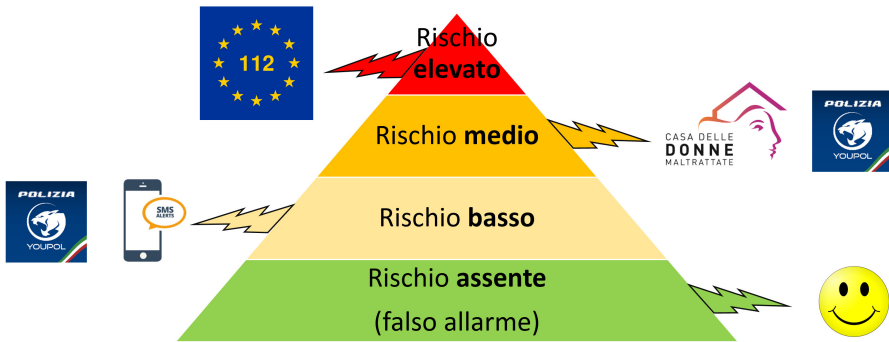 112
Rischio
elevato
Rischio medio
CASA DELLE
DONNE
MALTRATTATE
POLIZIA
YOUPOL
POLIZIA
YOUPOL
SMS
ALERTS
Rischio basso
Rischio assente
(falso allarme)